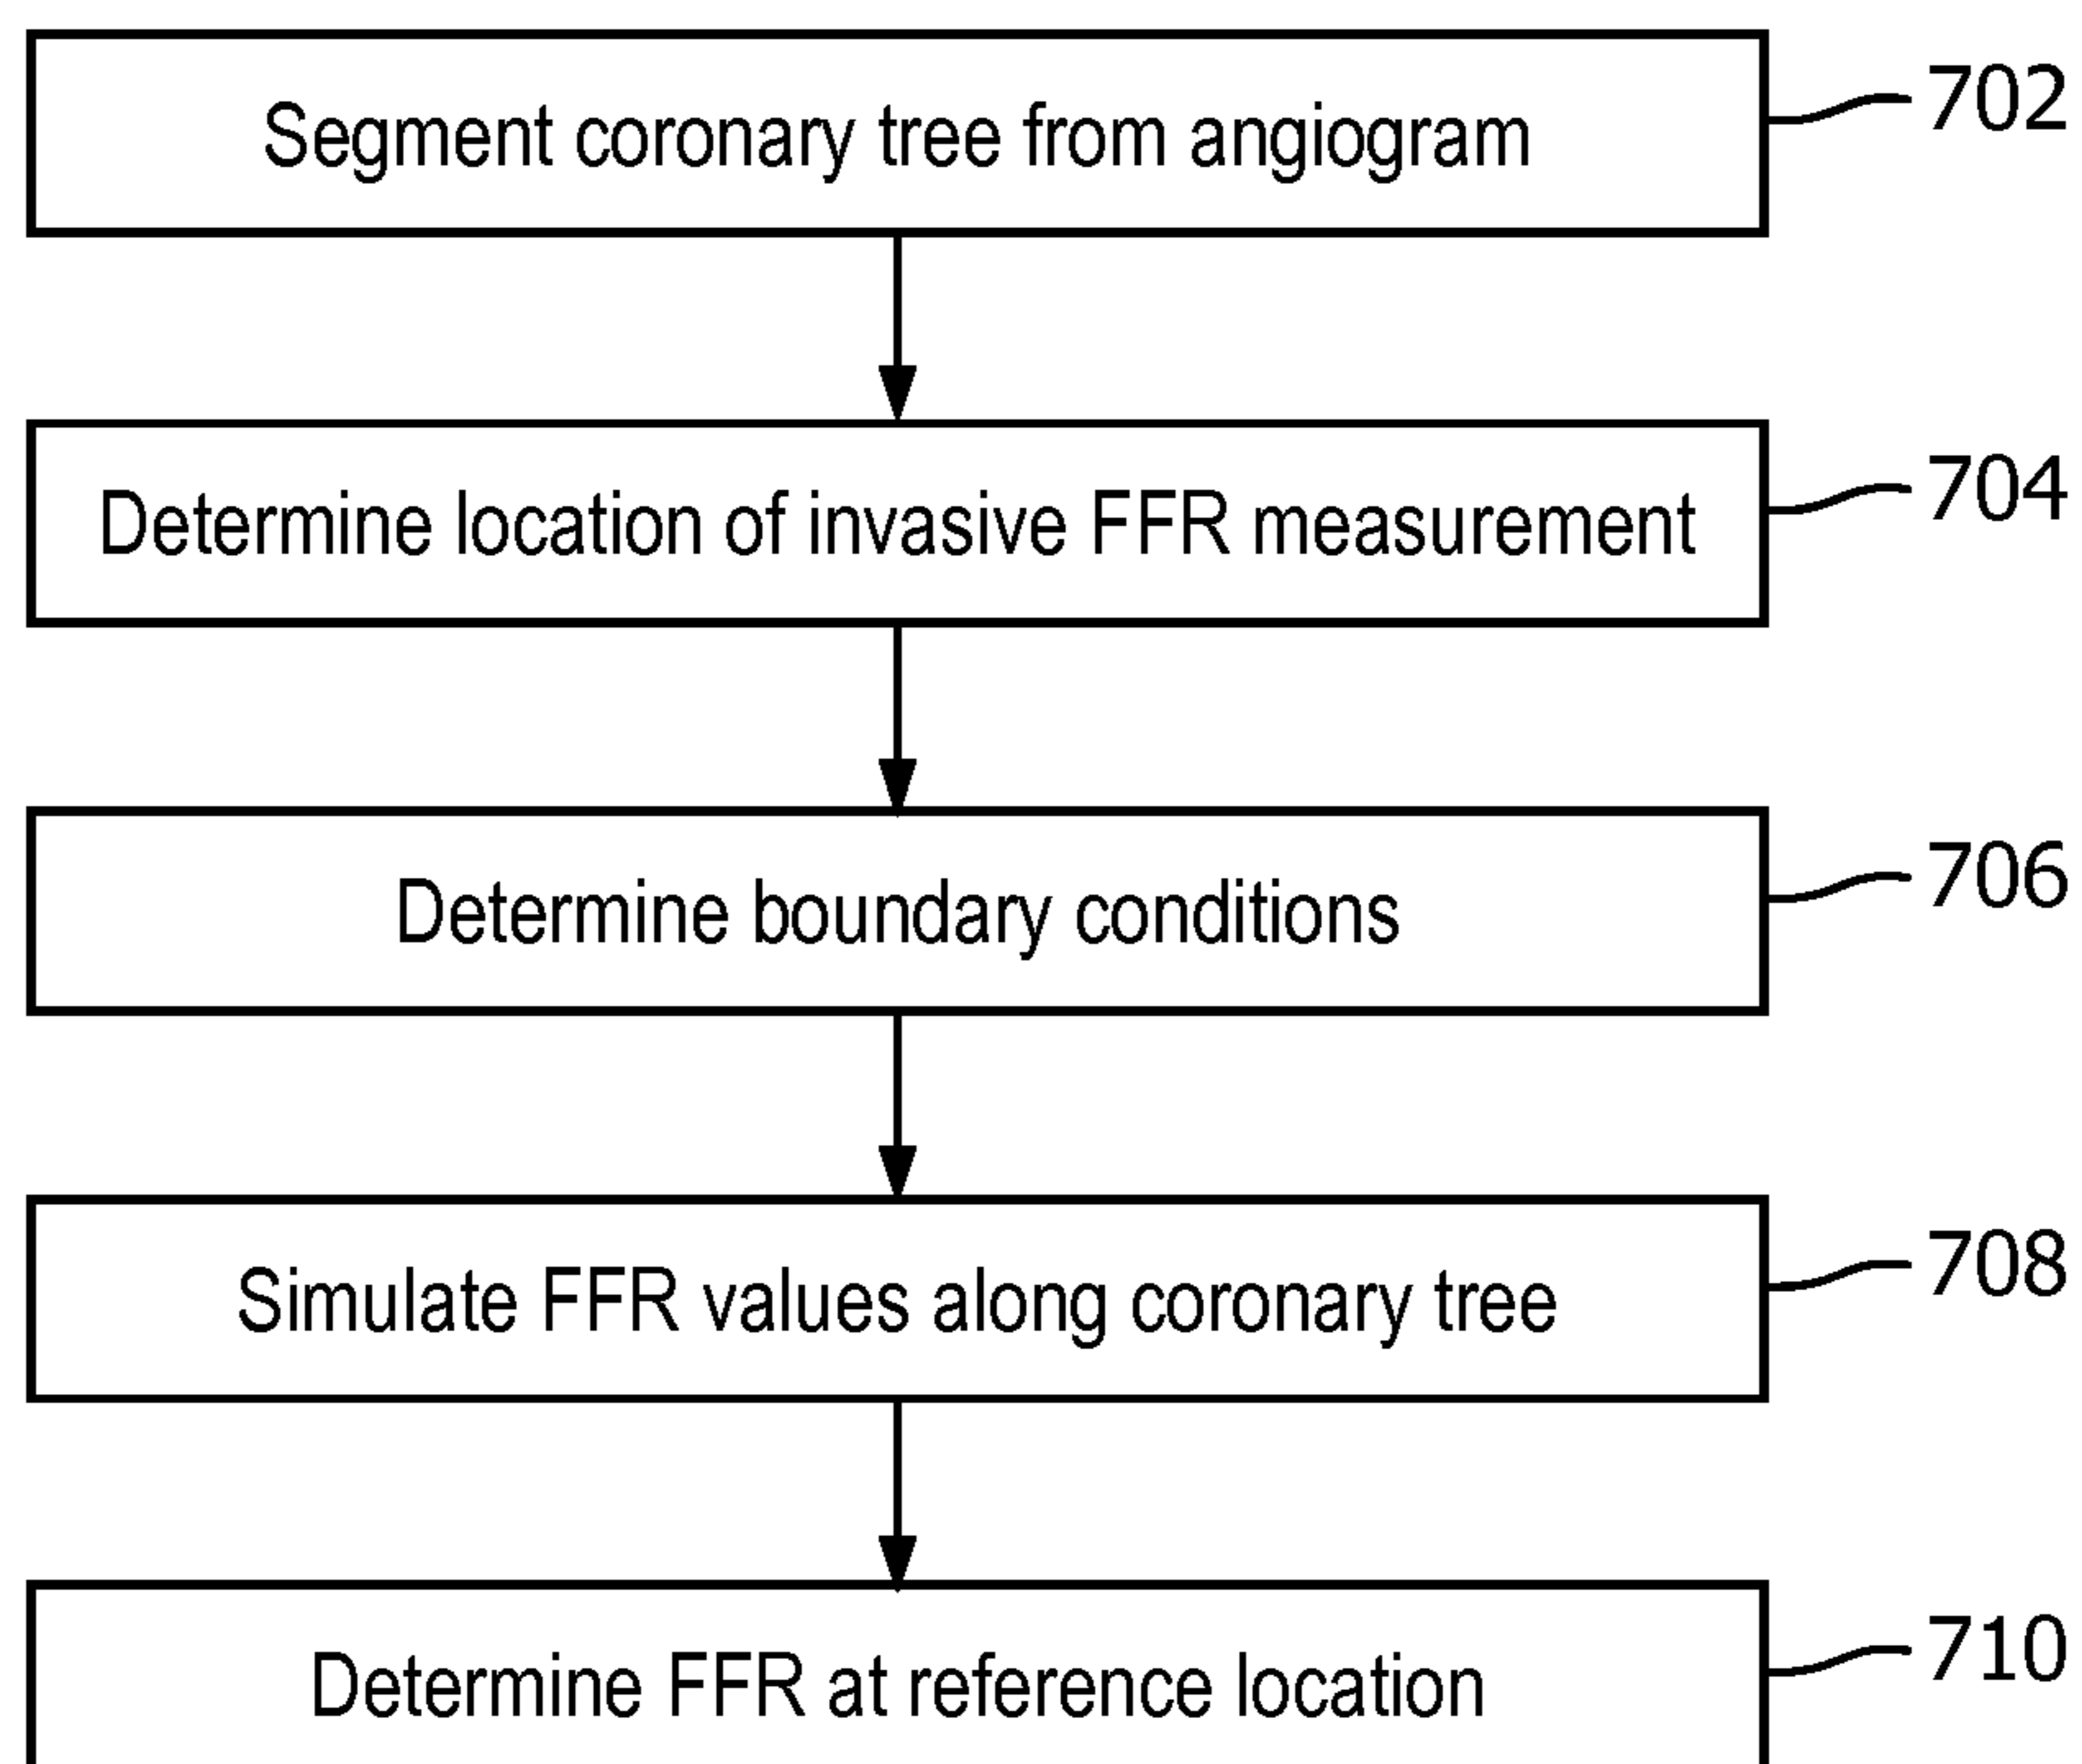 Segment coronary tree from angiogram
702
Determine location of invasive FFR measurement
704
Determine boundary conditions
706
Simulate FFR values along coronary tree
708
Determine FFR at reference location
710